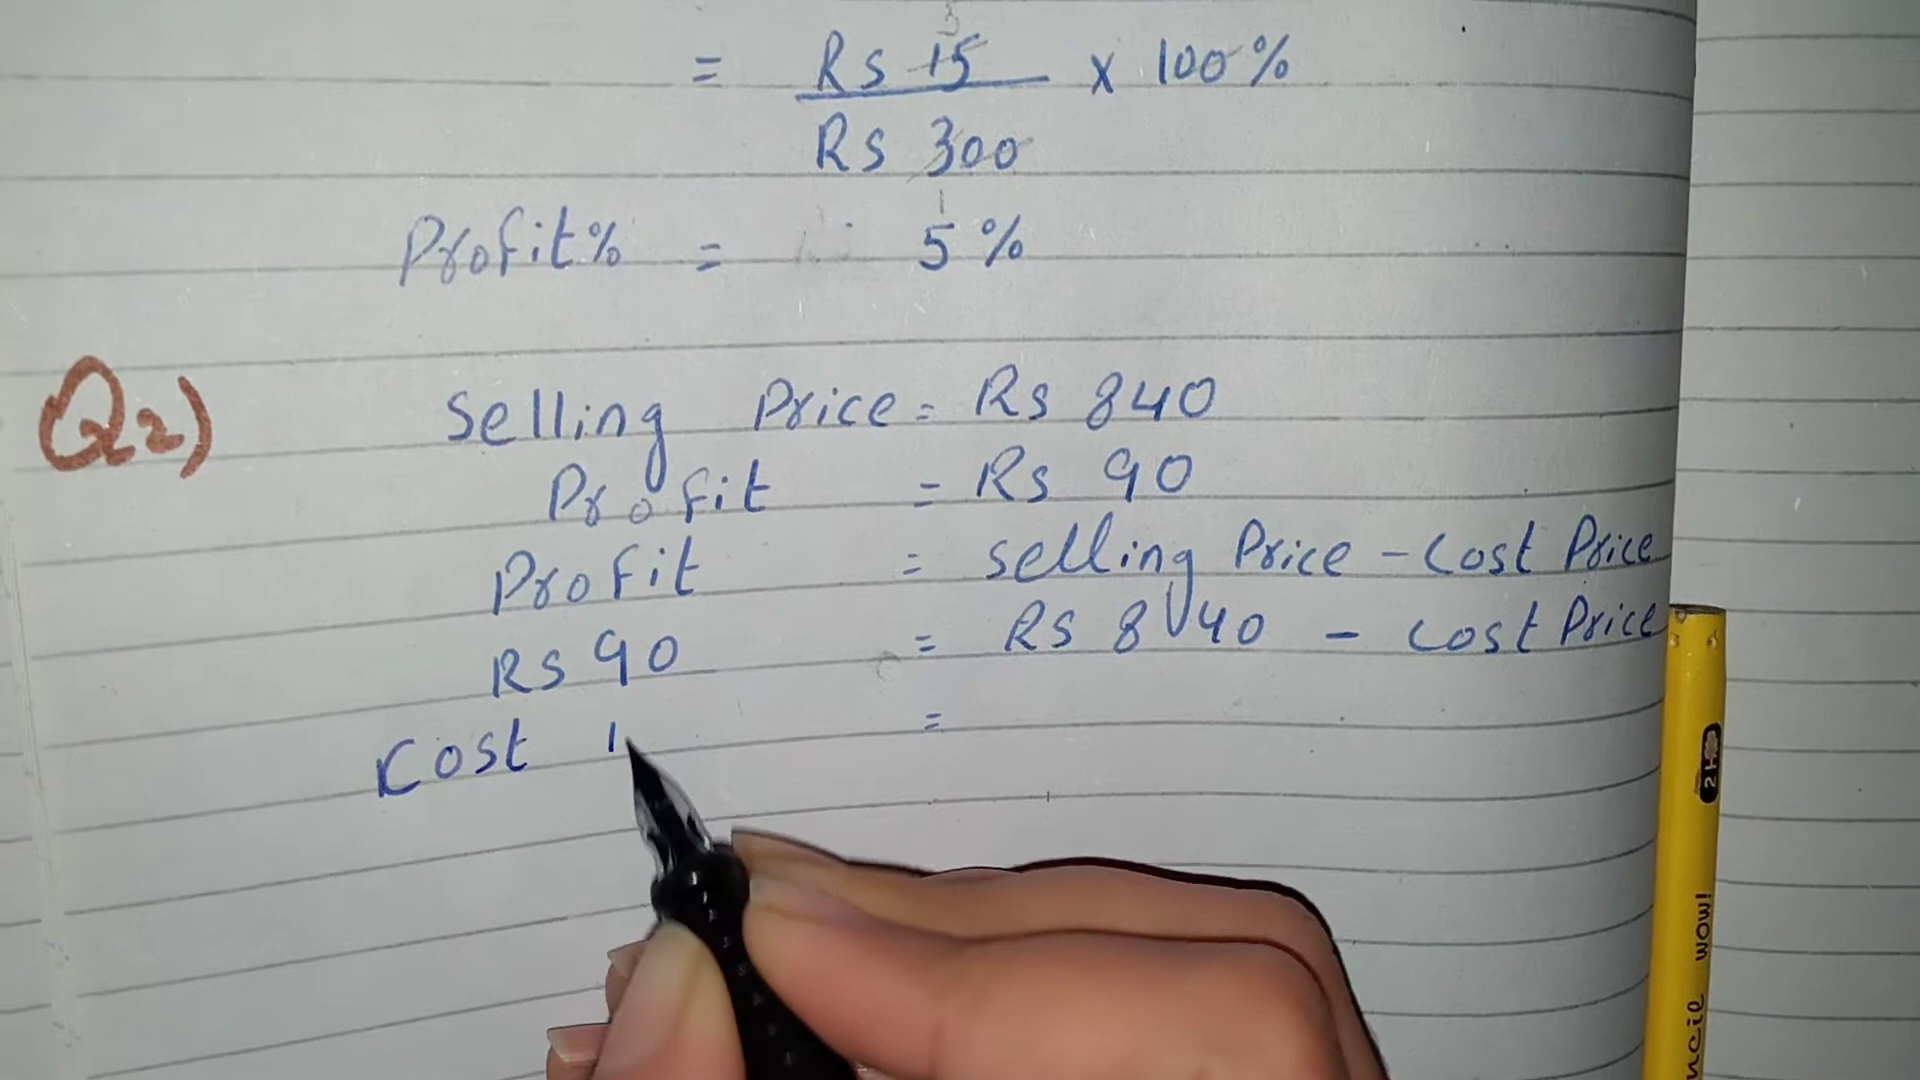 = Rs 15 x 100%
Rs 300
Profit% = 5%
Q2) Selling Price = Rs 840
Profit = Rs 90
Profit = selling Price - Cost Price
Rs 90 = Rs 840 - Cost Price
Cost =
2H
ncil WOW!